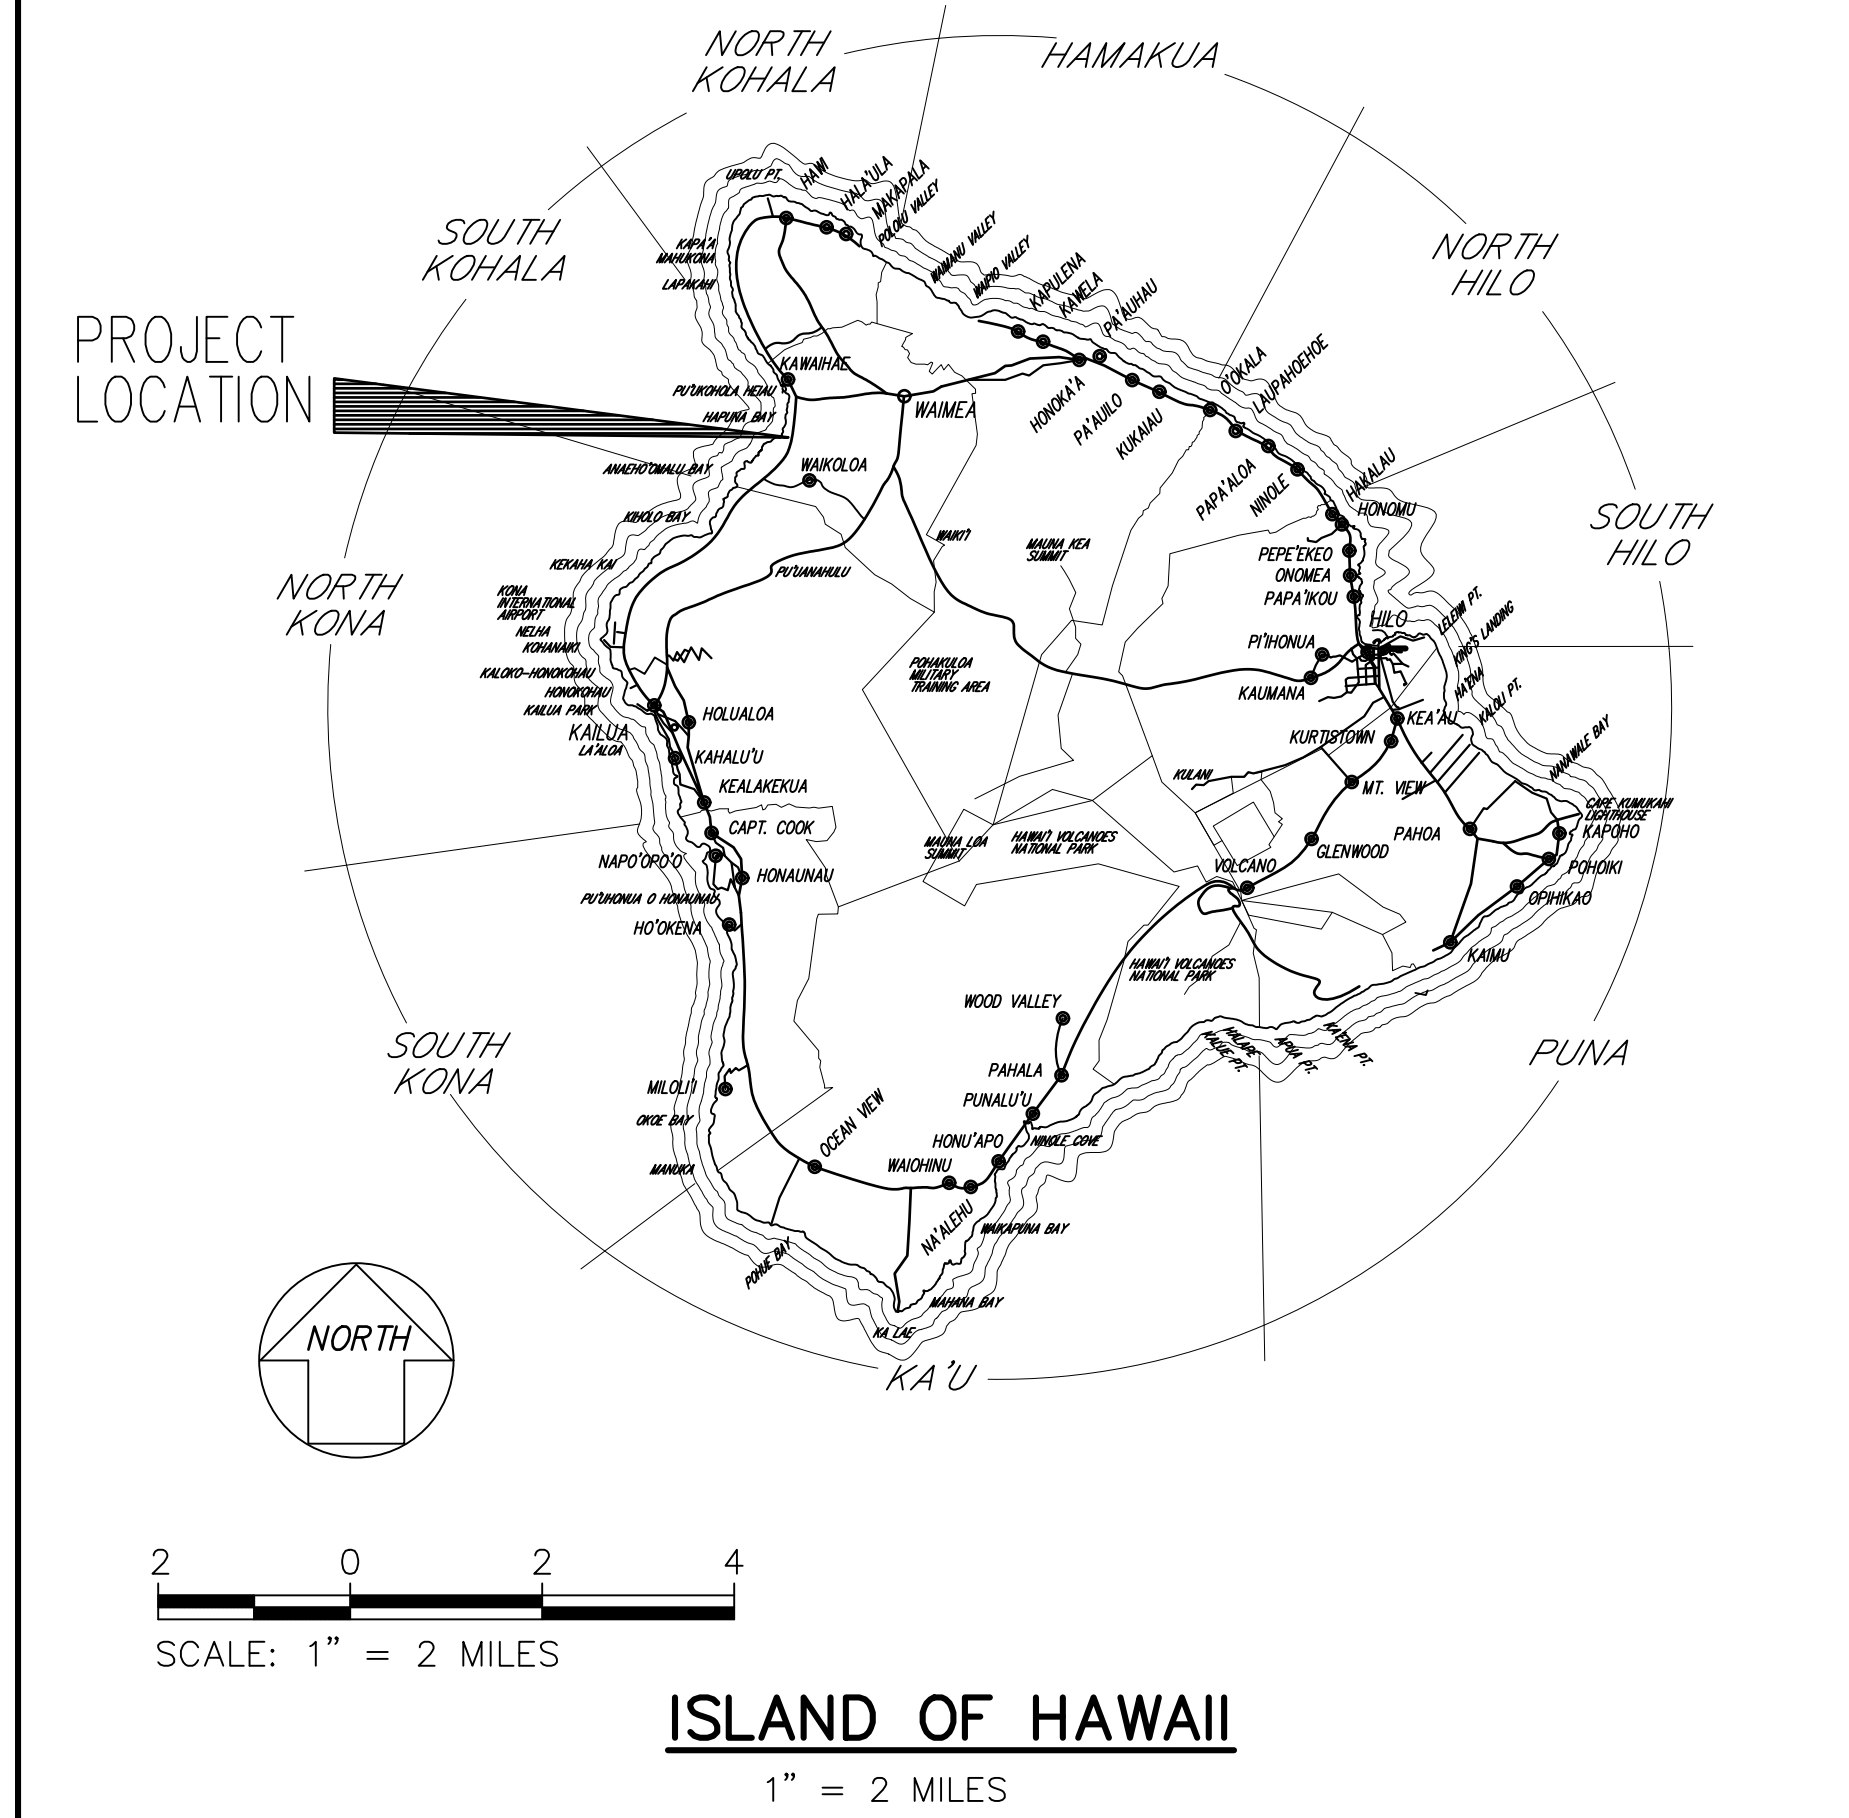 NORTH
KOHALA
HAMAKUA
SOUTH
KOHALA
NORTH
HILO
PROJECT
LOCATION
UPOLU PT.
HAWI
HALA'ULA
MAKAPALA
POLOLU VALLEY
WAIMANU VALLEY
WAIPIO VALLEY
KAPULENA
KAWELA
PA'AUHAU
KAPA'A
MAHUKONA
LAPAKAHI
KAWAIHAE
PU'UKOHOLA HEIAU
HAPUNA BAY
WAIMEA
HONOKA'A
PA'AUILO
KUKAIAU
O'OKALA
LAUPAHOEHOE
ANAEHO'OMALU BAY
WAIKOLOA
PAPA'ALOA
NINOLE
HAKALAU
HONOMU
KIHOLO BAY
WAIKI'I
MAUNA KEA
SUMMIT
PEPE'EKEO
ONOMEA
PAPA'IKOU
SOUTH
HILO
NORTH
KONA
KEKAHA KAI
PU'UANAHULU
KONA
INTERNATIONAL
AIRPORT
NELHA
KOHANAIKI
KALOKO-HONOKOHAU
HONOKOHAU
KAILUA PARK
KAILUA
LA'ALOA
HOLUALOA
KAHALU'U
KEALAKEKUA
POHAKULOA
MILITARY
TRAINING AREA
HILO
PI'IHONUA
KAUMANA
LELEIWI PT.
KING'S LANDING
HA'ENA
KALOLI PT.
KEA'AU
KURTISTOWN
NANAWALE BAY
KULANI
MT. VIEW
CAPE KUMUKAHI
LIGHTHOUSE
CAPT. COOK
NAPO'OPO'O
HONAUNAU
PU'UHONUA O HONAUNAU
HO'OKENA
MAUNA LOA
SUMMIT
HAWAI'I VOLCANOES
NATIONAL PARK
PAHOA
KAPOHO
GLENWOOD
VOLCANO
POHOIKI
OPIHIKAO
KAIMU
HAWAI'I VOLCANOES
NATIONAL PARK
WOOD VALLEY
SOUTH
KONA
PUNA
PAHALA
PUNALU'U
KALUE PT.
HALAPE
APUA PT.
KA'ENA PT.
MILOLI'I
OKOE BAY
MANUKA
OCEAN VIEW
HONU'APO
NINOLE COVE
WAIOHINU
NA'ALEHU
WAIKAPUNA BAY
POHUE BAY
MAHANA BAY
KA LAE
KA'U
NORTH
2 0 2 4
SCALE: 1" = 2 MILES
ISLAND OF HAWAII
1" = 2 MILES